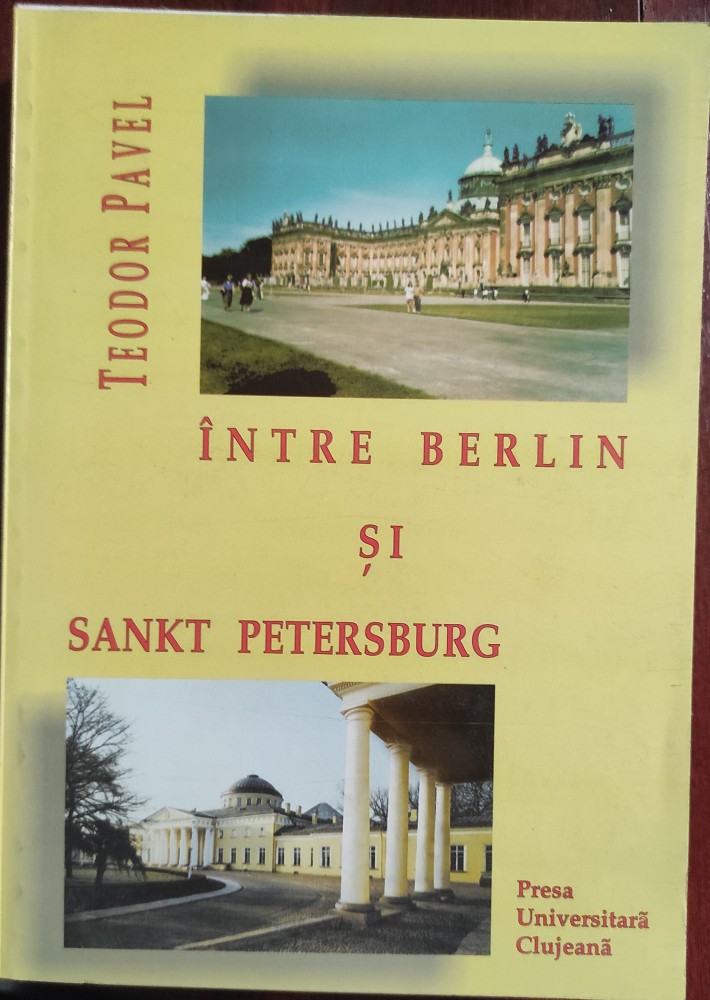 TEODOR PAVEL
ÎNTRE BERLIN
ȘI
SANKT PETERSBURG
Presa
Universitară
Clujeană